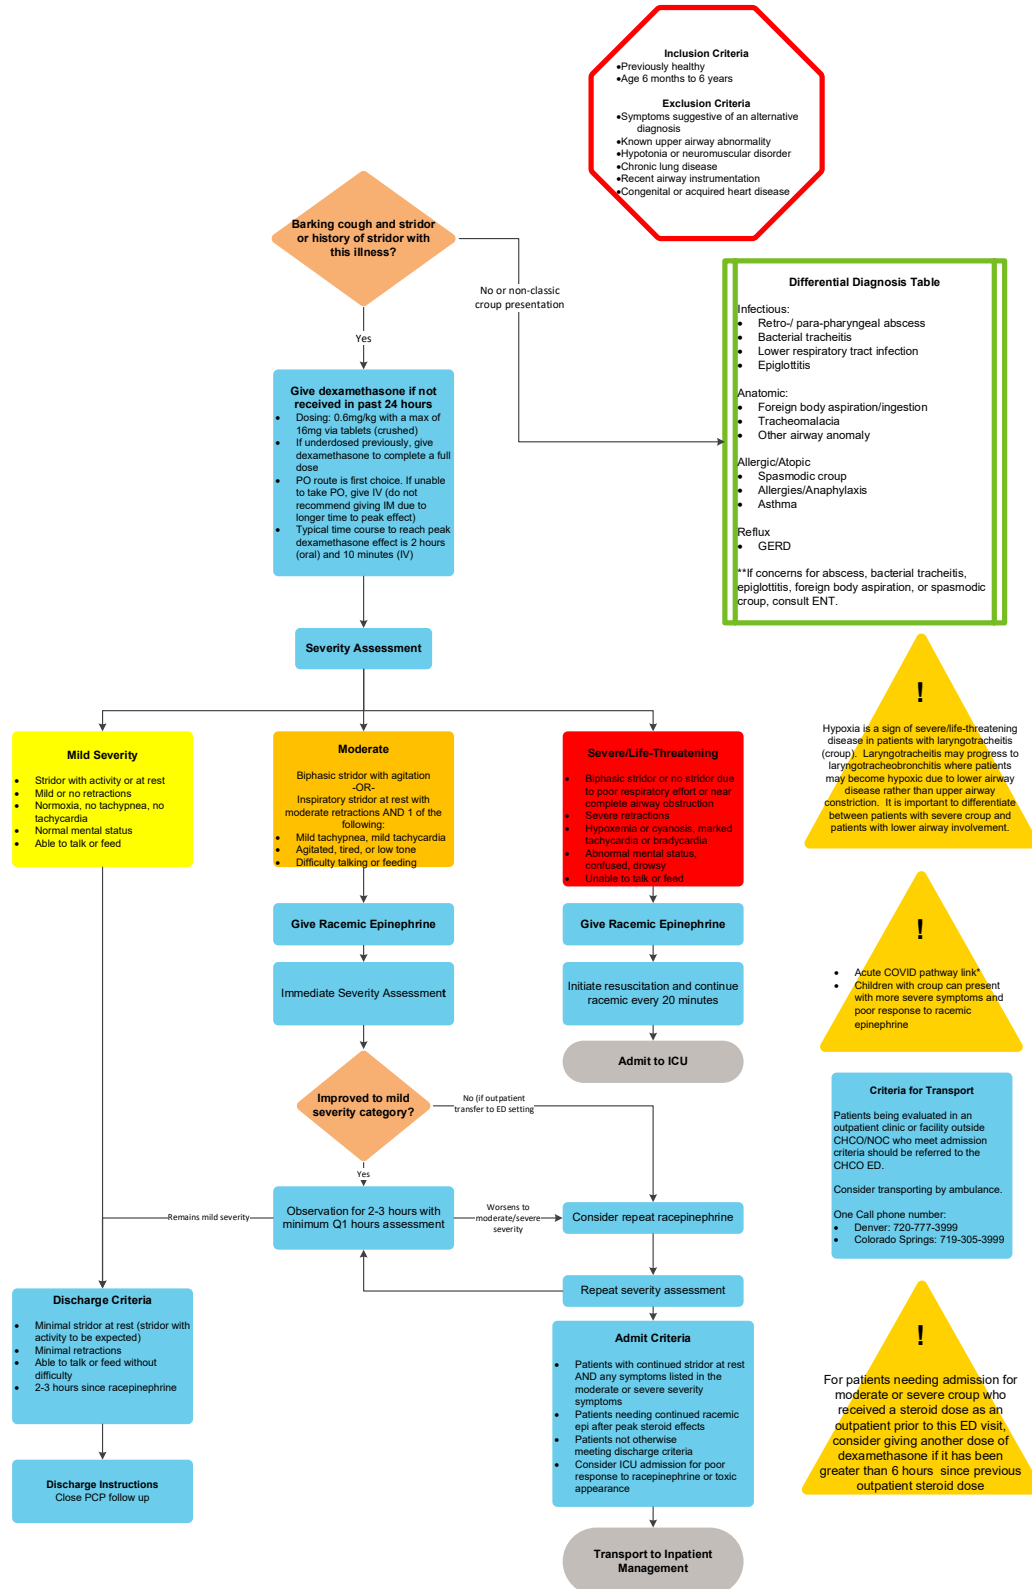 Inclusion Criteria
•Previously healthy
•Age 6 months to 6 years
Exclusion Criteria
•Symptoms suggestive of an alternative
diagnosis
•Known upper airway abnormality
•Hypotonia or neuromuscular disorder
•Chronic lung disease
•Recent airway instrumentation
•Congenital or acquired heart disease
Barking cough and stridor
or history of stridor with
this illness?
No or non-classic
croup presentation
Yes
Differential Diagnosis Table
Infectious:
• Retro-/ para-pharyngeal abscess
• Bacterial tracheitis
• Lower respiratory tract infection
• Epiglottitis
Anatomic:
• Foreign body aspiration/ingestion
• Tracheomalacia
• Other airway anomaly
Allergic/Atopic
• Spasmodic croup
• Allergies/Anaphylaxis
• Asthma
Reflux
• GERD
**If concerns for abscess, bacterial tracheitis,
epiglottitis, foreign body aspiration, or spasmodic
croup, consult ENT.
Give dexamethasone if not
received in past 24 hours
• Dosing: 0.6mg/kg with a max of
16mg via tablets (crushed)
• If underdosed previously, give
dexamethasone to complete a full
dose
• PO route is first choice. If unable
to take PO, give IV (do not
recommend giving IM due to
longer time to peak effect)
• Typical time course to reach peak
dexamethasone effect is 2 hours
(oral) and 10 minutes (IV)
Severity Assessment
Mild Severity
• Stridor with activity or at rest
• Mild or no retractions
• Normoxia, no tachypnea, no
tachycardia
• Normal mental status
• Able to talk or feed
Moderate
Biphasic stridor with agitation
-OR-
Inspiratory stridor at rest with
moderate retractions AND 1 of the
following:
• Mild tachypnea, mild tachycardia
• Agitated, tired, or low tone
• Difficulty talking or feeding
Severe/Life-Threatening
• Biphasic stridor or no stridor due
to poor respiratory effort or near
complete airway obstruction
• Severe retractions
• Hypoxemia or cyanosis, marked
tachycardia or bradycardia
• Abnormal mental status,
confused, drowsy
• Unable to talk or feed
!
Hypoxia is a sign of severe/life-threatening
disease in patients with laryngotracheitis
(croup). Laryngotracheitis may progress to
laryngotracheobronchitis where patients
may become hypoxic due to lower airway
disease rather than upper airway
constriction. It is important to differentiate
between patients with severe croup and
patients with lower airway involvement.
Give Racemic Epinephrine
Immediate Severity Assessment
Give Racemic Epinephrine
Initiate resuscitation and continue
racemic every 20 minutes
Admit to ICU
!
• Acute COVID pathway link*
• Children with croup can present
with more severe symptoms and
poor response to racemic
epinephrine
Improved to mild
severity category?
No (if outpatient
transfer to ED setting
Yes
Observation for 2-3 hours with
minimum Q1 hours assessment
Remains mild severity
Worsens to
moderate/severe
severity
Consider repeat racepinephrine
Repeat severity assessment
Criteria for Transport
Patients being evaluated in an
outpatient clinic or facility outside
CHCO/NOC who meet admission
criteria should be referred to the
CHCO ED.
Consider transporting by ambulance.
One Call phone number:
• Denver: 720-777-3999
• Colorado Springs: 719-305-3999
Discharge Criteria
• Minimal stridor at rest (stridor with
activity to be expected)
• Minimal retractions
• Able to talk or feed without
difficulty
• 2-3 hours since racepinephrine
Discharge Instructions
Close PCP follow up
Admit Criteria
• Patients with continued stridor at rest
AND any symptoms listed in the
moderate or severe severity
symptoms
• Patients needing continued racemic
epi after peak steroid effects
• Patients not otherwise
meeting discharge criteria
• Consider ICU admission for poor
response to racepinephrine or toxic
appearance
Transport to Inpatient
Management
!
For patients needing admission for
moderate or severe croup who
received a steroid dose as an
outpatient prior to this ED visit,
consider giving another dose of
dexamethasone if it has been
greater than 6 hours since previous
outpatient steroid dose